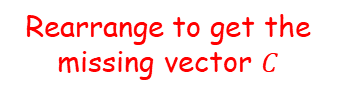 Rearrange to get the
missing vector C